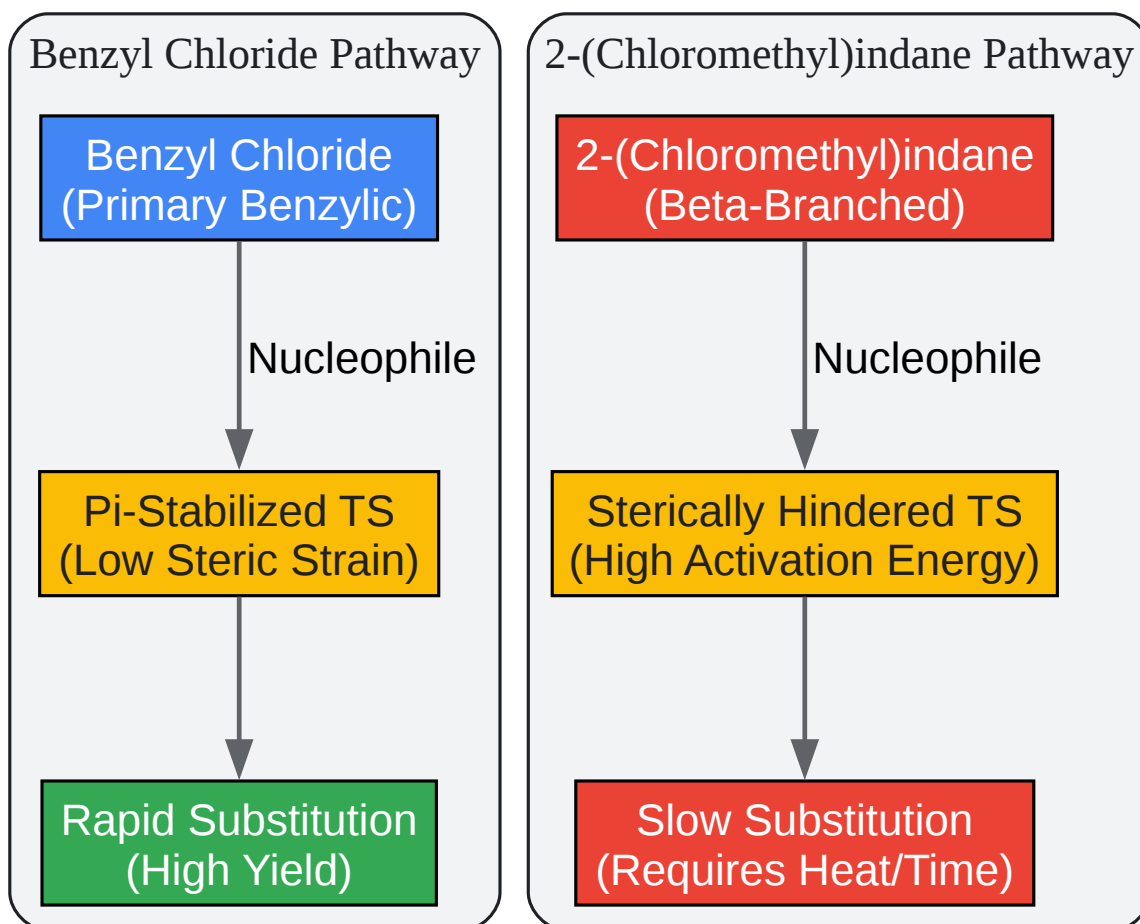 Benzyl Chloride Pathway
Benzyl Chloride
(Primary Benzylic)
Nucleophile
Pi-Stabilized TS
(Low Steric Strain)
Rapid Substitution
(High Yield)
2-(Chloromethyl)indane Pathway
2-(Chloromethyl)indane
(Beta-Branched)
Nucleophile
Sterically Hindered TS
(High Activation Energy)
Slow Substitution
(Requires Heat/Time)